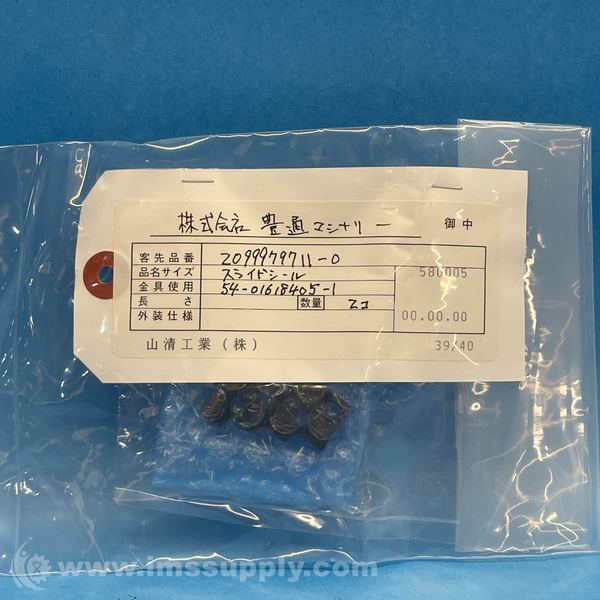 株式会社 豊通マシナリー 御中
客先品番 2099979711-0
品名サイズ スライドシール 580005
金具使用 54-01618405-1
長さ 数量 2コ
外装仕様 00.00.00
山清工業(株) 39/40
www.imssupply.com